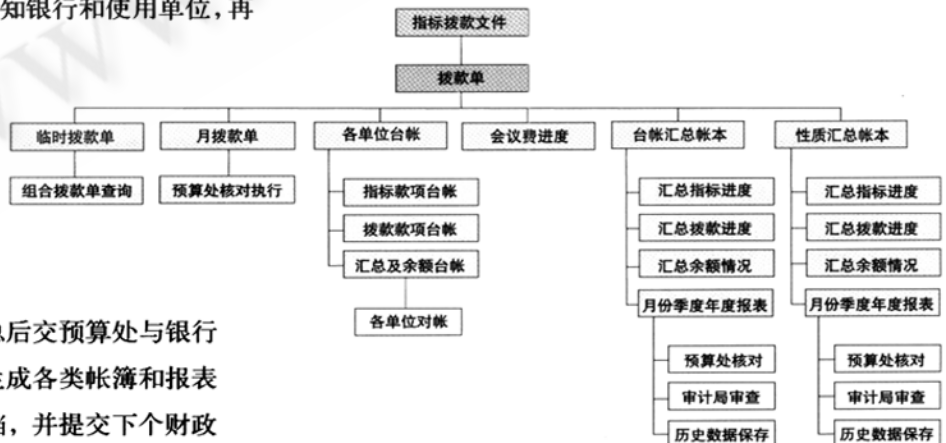 知银行和使用单位,再
指标拨款文件
拨款单
临时拨款单 月拨款单 各单位台帐 会议费进度 台帐汇总帐本 性质汇总帐本
组合拨款单查询 预算处核对执行
指标款项台帐
拨款款项台帐
汇总及余额台帐
各单位对帐
汇总指标进度
汇总拨款进度
汇总余额情况
月份季度年度报表
预算处核对
审计局审查
历史数据保存
汇总指标进度
汇总拨款进度
汇总余额情况
月份季度年度报表
预算处核对
审计局审查
历史数据保存
后交预算处与银行
成各类帐簿和报表
,并提交下个财政